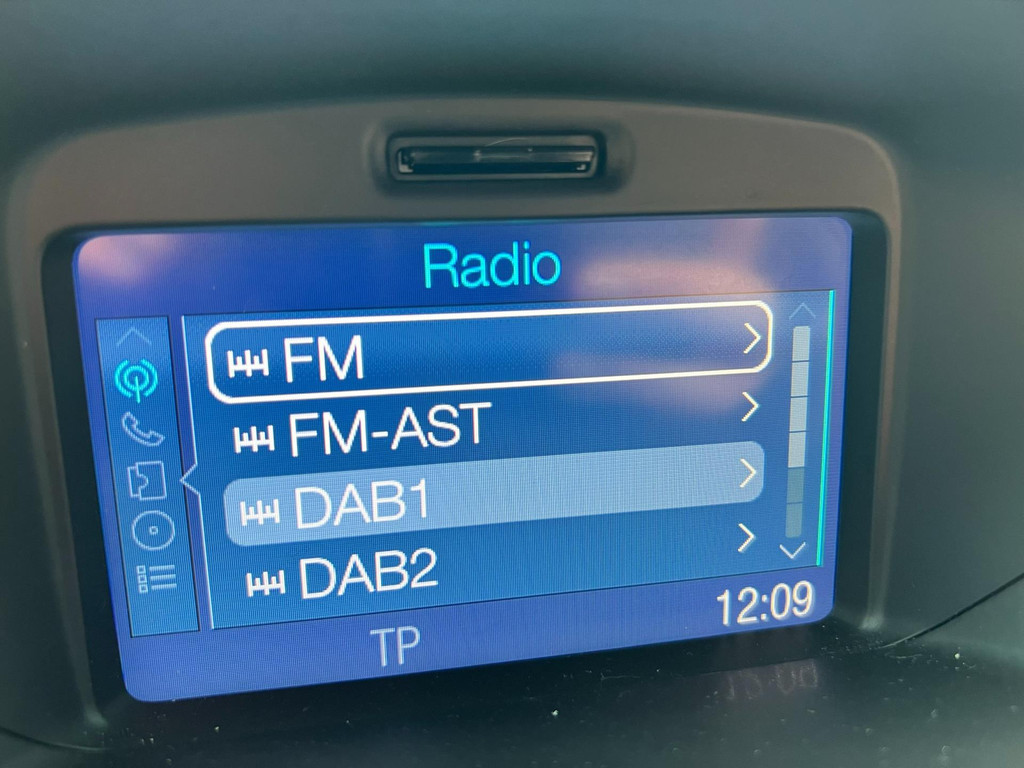 Radio
FM
FM-AST
DAB1
DAB2
TP
12:09